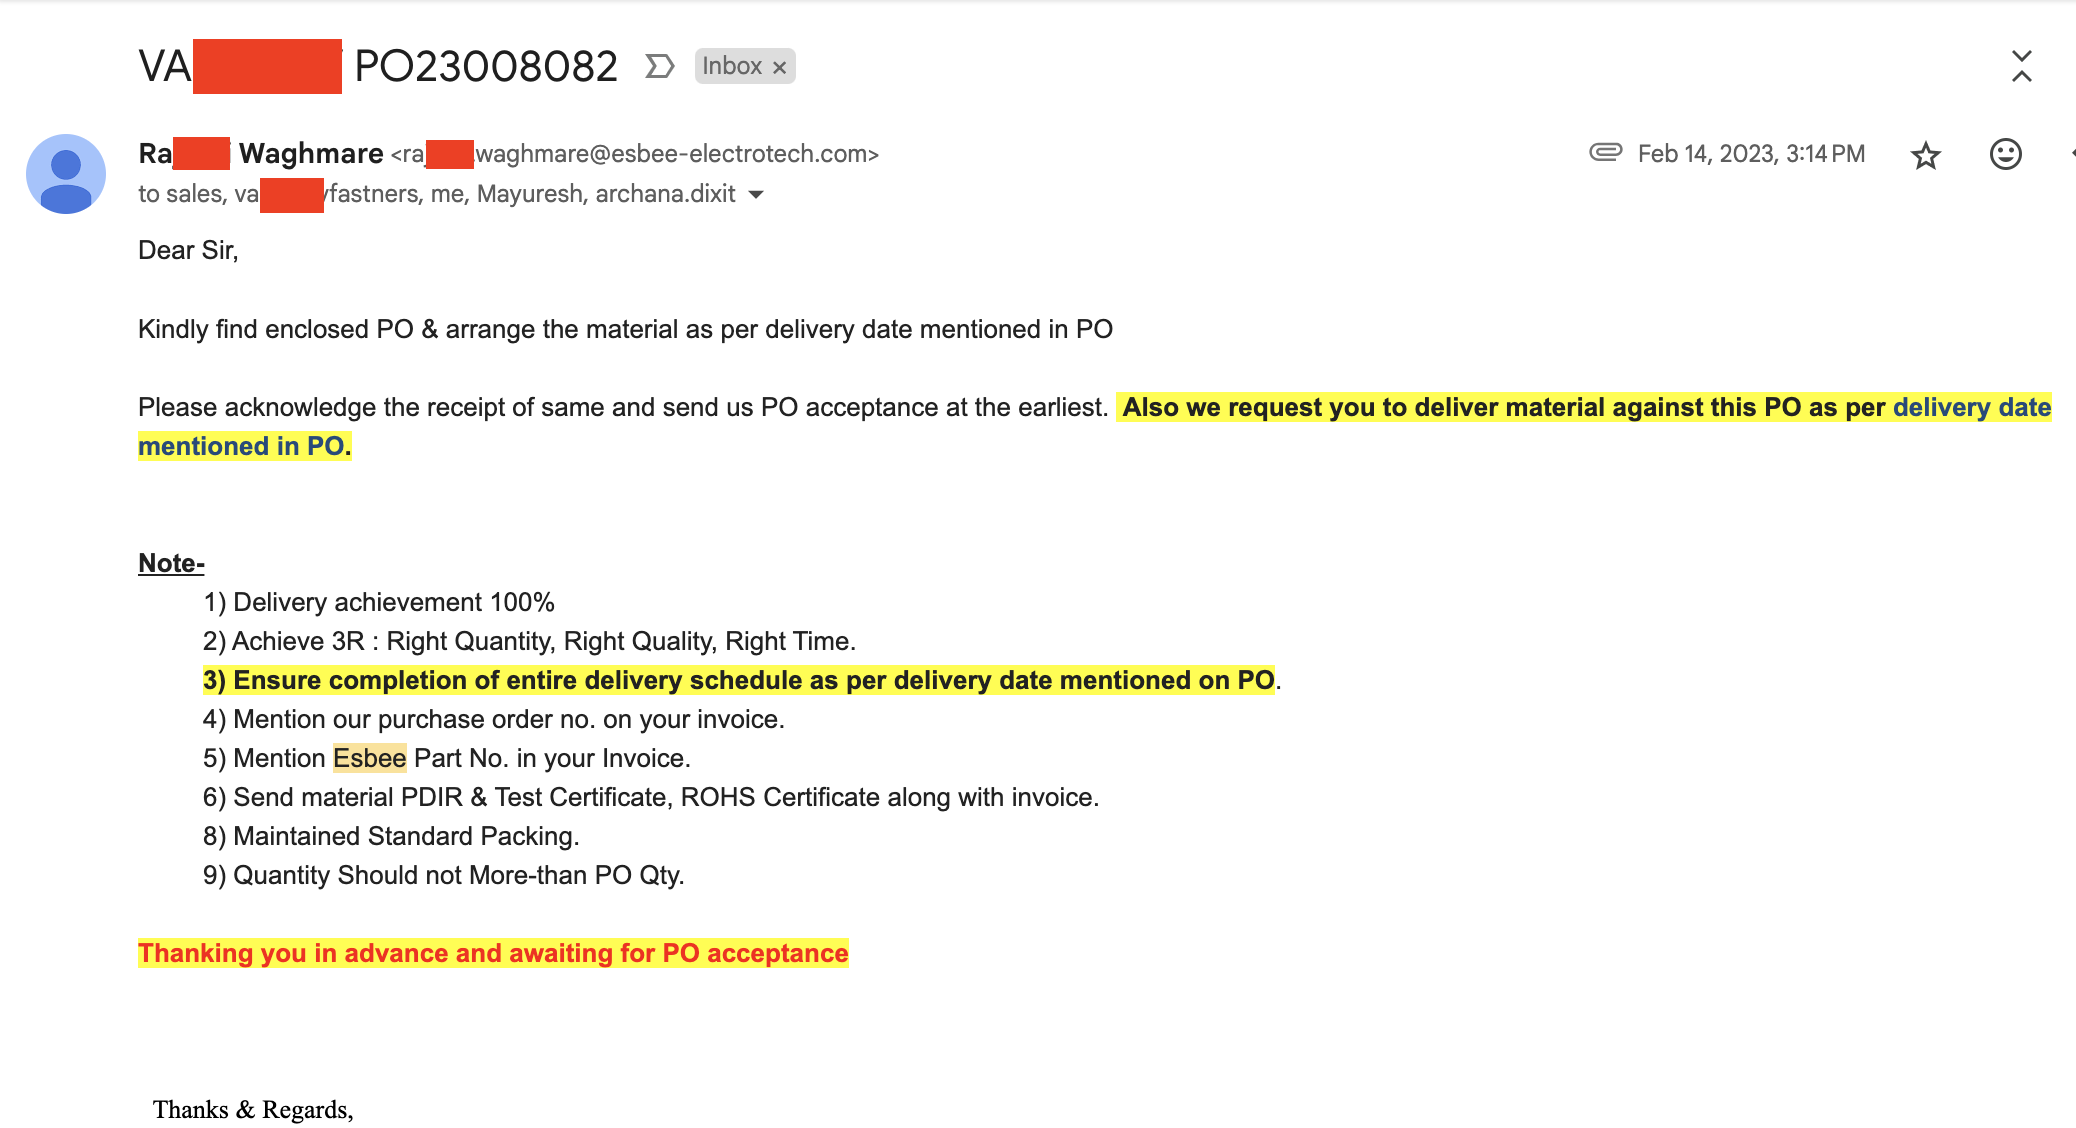 VA PO23008082 Inbox ×
Ra Waghmare <ra waghmare@esbee-electrotech.com> Feb 14, 2023, 3:14 PM
to sales, va yfastners, me, Mayuresh, archana.dixit
Dear Sir,
Kindly find enclosed PO & arrange the material as per delivery date mentioned in PO
Please acknowledge the receipt of same and send us PO acceptance at the earliest. Also we request you to deliver material against this PO as per delivery date
mentioned in PO.
Note-
1) Delivery achievement 100%
2) Achieve 3R : Right Quantity, Right Quality, Right Time.
3) Ensure completion of entire delivery schedule as per delivery date mentioned on PO.
4) Mention our purchase order no. on your invoice.
5) Mention Esbee Part No. in your Invoice.
6) Send material PDIR & Test Certificate, ROHS Certificate along with invoice.
8) Maintained Standard Packing.
9) Quantity Should not More-than PO Qty.
Thanking you in advance and awaiting for PO acceptance
Thanks & Regards,